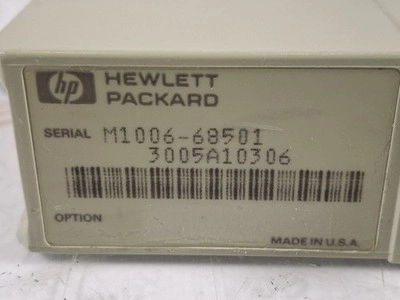 hp HEWLETT
PACKARD
SERIAL M1006-68501
3005A10306
OPTION
MADE IN U.S.A.